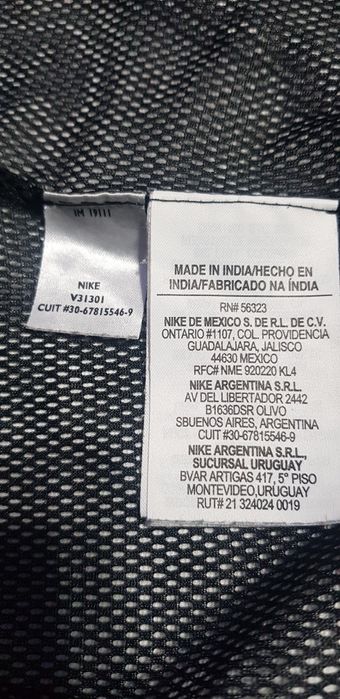 IM 19111
NIKE
V31301
CUIT #30-67815546-9
MADE IN INDIA/HECHO EN
INDIA/FABRICADO NA ÍNDIA
RN# 56323
NIKE DE MEXICO S. DE R.L. DE C.V.
ONTARIO #1107, COL. PROVIDENCIA
GUADALAJARA, JALISCO
44630 MEXICO
RFC# NME 920220 KL4
NIKE ARGENTINA S.R.L.
AV DEL LIBERTADOR 2442
B1636DSR OLIVO
SBUENOS AIRES, ARGENTINA
CUIT #30-67815546-9
NIKE ARGENTINA S.R.L.,
SUCURSAL URUGUAY
BVAR ARTIGAS 417, 5° PISO
MONTEVIDEO,URUGUAY
RUT# 21 324024 0019